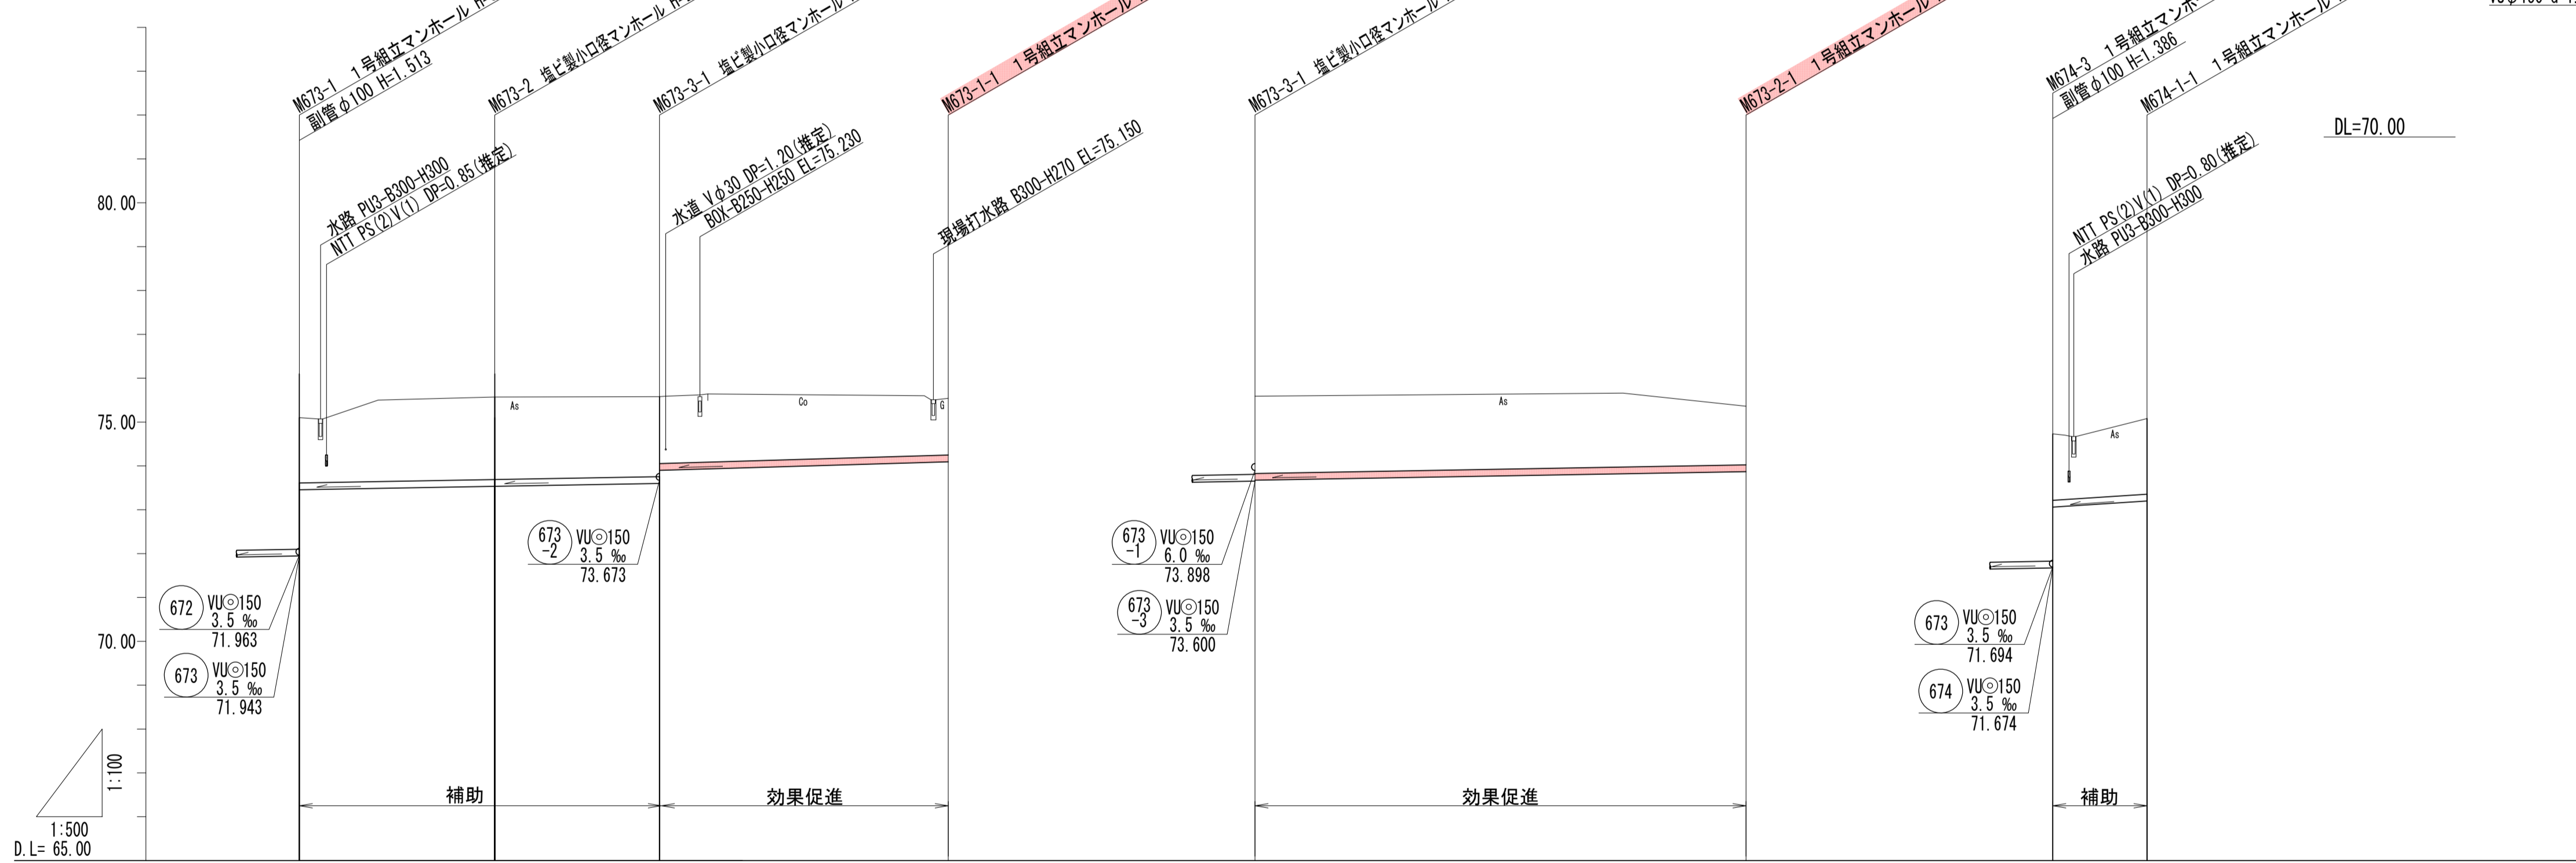 M673-1 1号組立マンホール
副管φ100 H=1.513
M673-2 塩ビ製小口径マンホール
M673-3-1 塩ビ製小口径マンホール
M673-1-1 1号組立マンホール
M673-3-1 塩ビ製小口径マンホール
M673-2-1 1号組立マンホール
M674-3 1号組立マンホ
副管φ100 H=1.386
M674-1-1 1号組立マンホール
DL=70.00
水路 PU3-B300-H300
NTT PS(2)V(1) DP=0.85(推定)
水道 Vφ30 DP=1.20(推定)
BOX-B250-H250 EL=75.230
現場打水路 B300-H270 EL=75.150
NTT PS(2)V(1) DP=0.80(推定)
水路 PU3-B300-H300
80.00
75.00
70.00
As
Co
G
As
As
673-2
VU◎150
3.5 ‰
73.673
673-1
VU◎150
6.0 ‰
73.898
673-3
VU◎150
3.5 ‰
73.600
672
VU◎150
3.5 ‰
71.963
673
VU◎150
3.5 ‰
71.943
673
VU◎150
3.5 ‰
71.694
674
VU◎150
3.5 ‰
71.674
補助
効果促進
効果促進
補助
1:100
1:500
D.L= 65.00